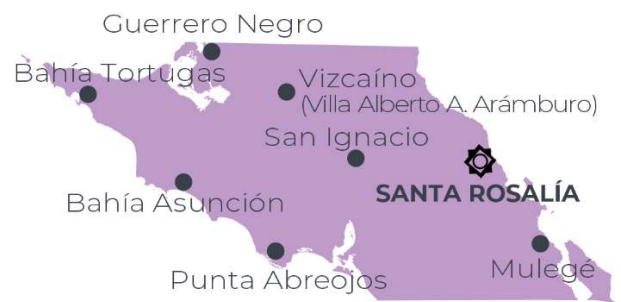 Guerrero Negro
Bahía Tortugas
Vizcaíno
(Villa Alberto A. Arámburo)
San Ignacio
SANTA ROSALÍA
Bahía Asunción
Punta Abreojos
Mulegé